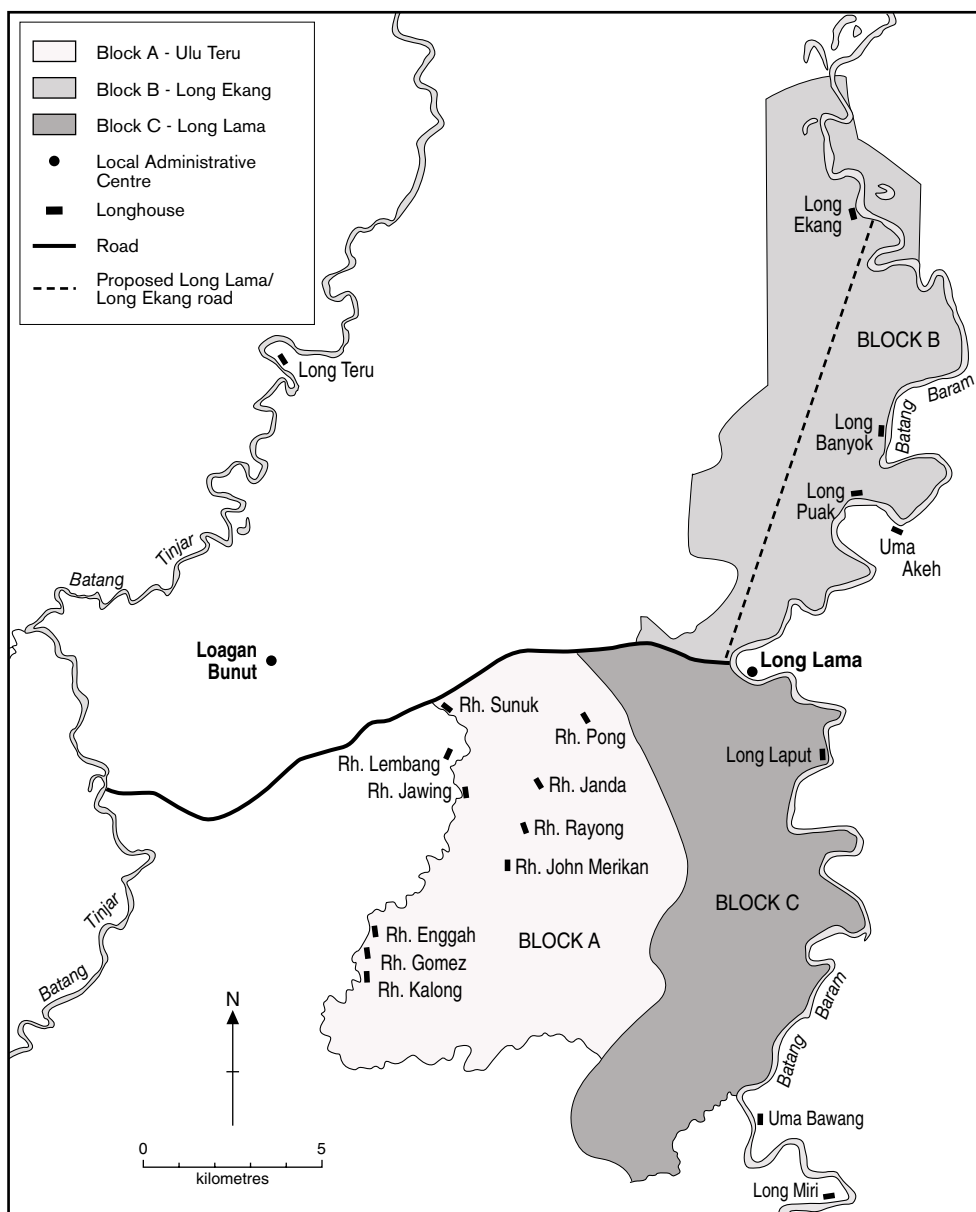 Block A - Ulu Teru
Block B - Long Ekang
Block C - Long Lama
Local Administrative
Centre
Longhouse
Road
Proposed Long Lama/
Long Ekang road
Long
Ekang
BLOCK B
Long Teru
Batang
Baram
Long
Banyok
Long
Puak
Uma
Akeh
Batang
Tinjar
Loagan
Bunut
Long Lama
Rh. Sunuk
Rh. Pong
Rh. Lembang
Long Laput
Rh. Jawing
Rh. Janda
Rh. Rayong
Rh. John Merikan
BLOCK C
Batang
Tinjar
Rh. Enggah
BLOCK A
Rh. Gomez
Rh. Kalong
Batang
Baram
N
Uma Bawang
0 5
kilometres
Long Miri